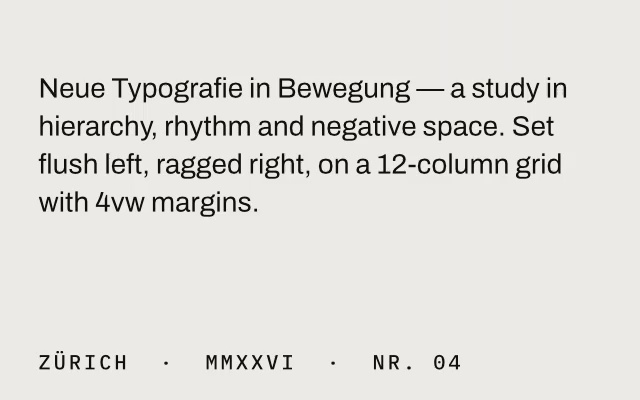 Neue Typografie in Bewegung — a study in
hierarchy, rhythm and negative space. Set
flush left, ragged right, on a 12-column grid
with 4vw margins.
ZÜRICH · MMXXVI · NR. 04